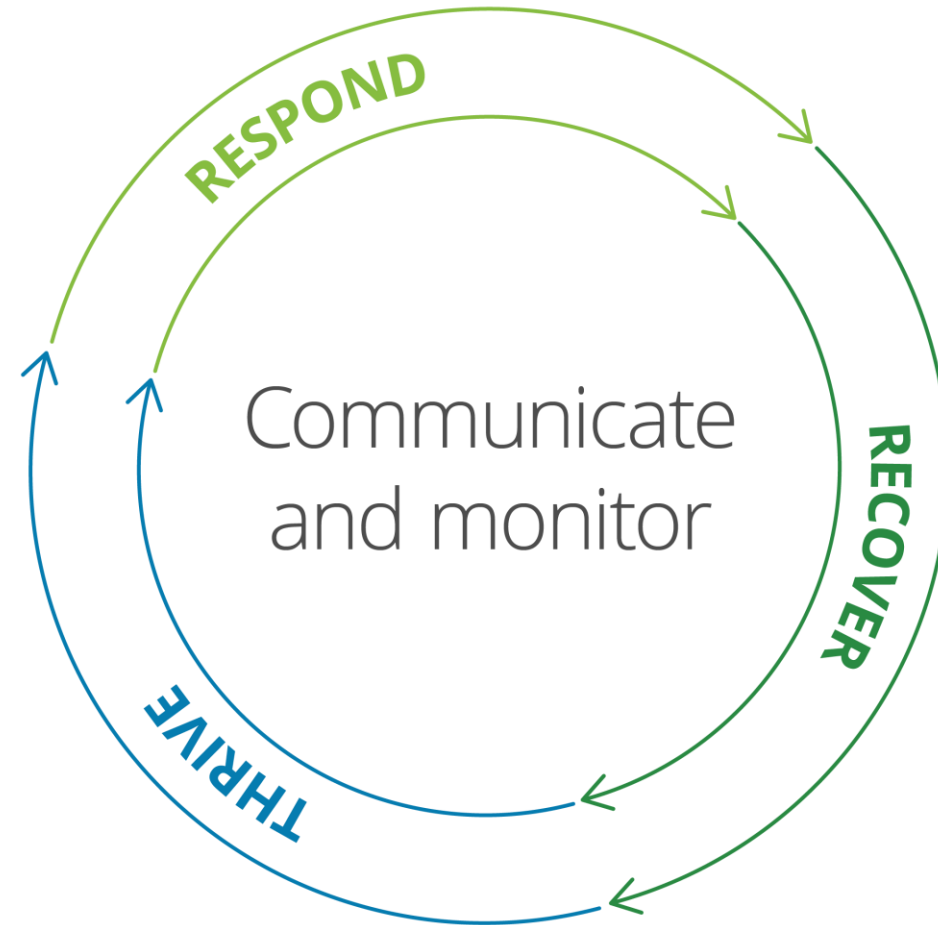 RESPOND
Communicate
and monitor
RECOVER
THRIVE